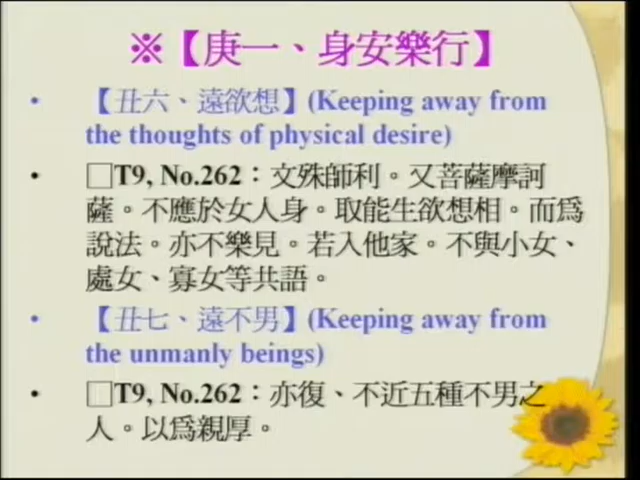 ※【庚一、身安樂行】
• 【丑六、遠欲想】(Keeping away from
the thoughts of physical desire)
• □T9, No.262：文殊師利。又菩薩摩訶
薩。不應於女人身。取能生欲想相。而為
說法。亦不樂見。若入他家。不與小女、
處女、寡女等共語。
• 【丑七、遠不男】(Keeping away from
the unmanly beings)
• □T9, No.262：亦復、不近五種不男之
人。以為親厚。